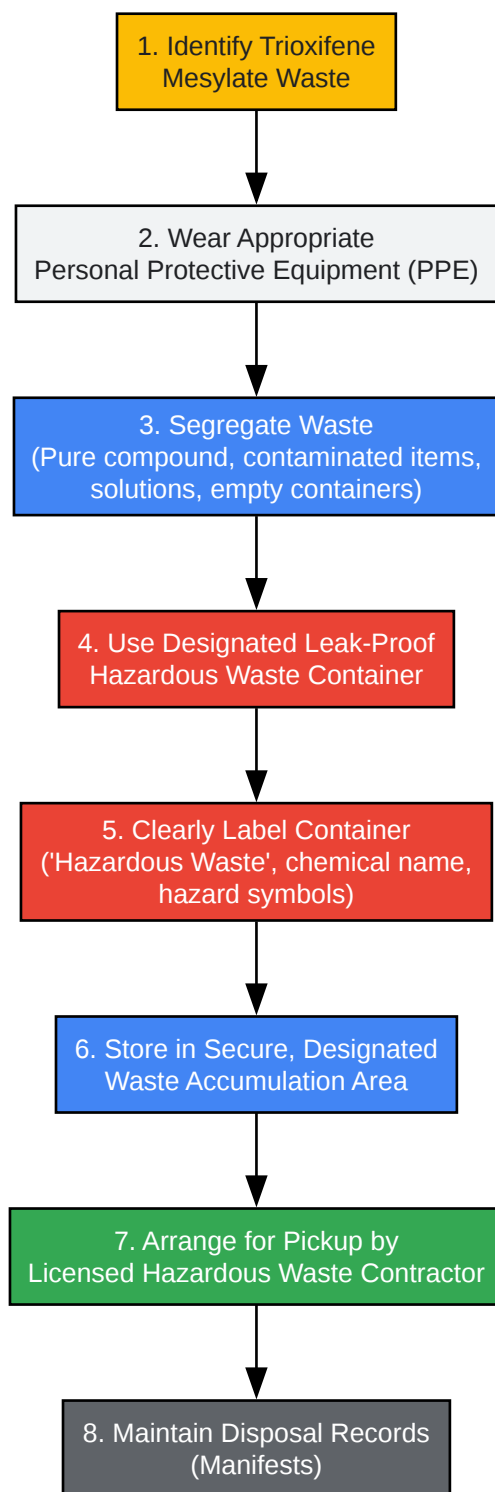 1. Identify Trioxifene
Mesylate Waste
2. Wear Appropriate
Personal Protective Equipment (PPE)
3. Segregate Waste
(Pure compound, contaminated items,
solutions, empty containers)
4. Use Designated Leak-Proof
Hazardous Waste Container
5. Clearly Label Container
('Hazardous Waste', chemical name,
hazard symbols)
6. Store in Secure, Designated
Waste Accumulation Area
7. Arrange for Pickup by
Licensed Hazardous Waste Contractor
8. Maintain Disposal Records
(Manifests)